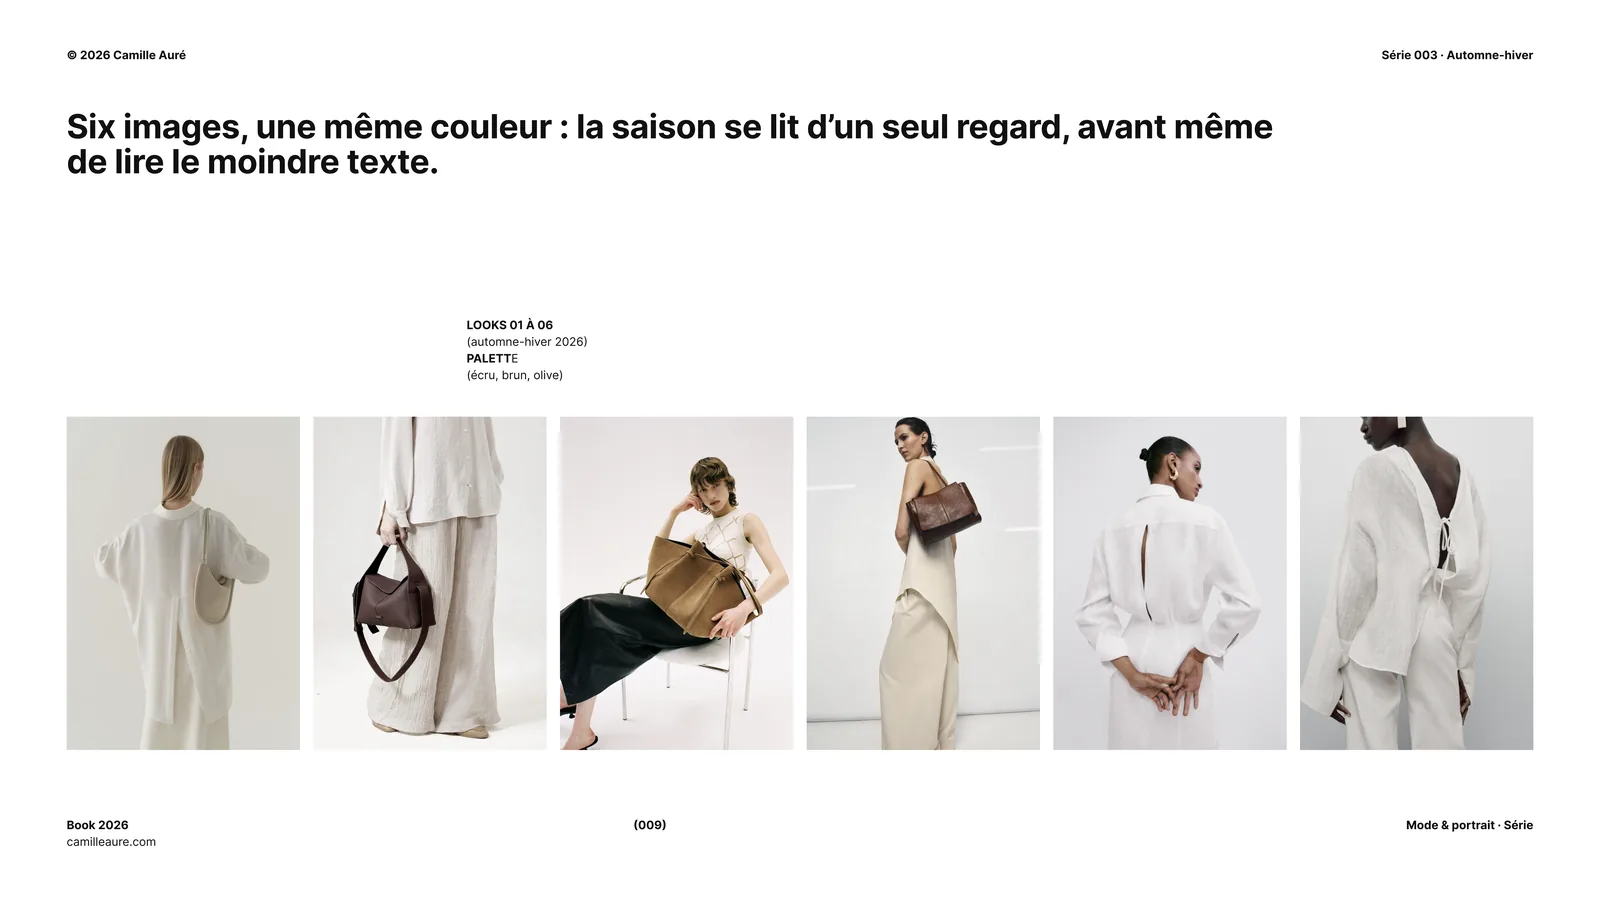 © 2026 Camille Auré
Série 003 · Automne-hiver
Six images, une même couleur : la saison se lit d’un seul regard, avant même
de lire le moindre texte.
LOOKS 01 À 06
(automne-hiver 2026)
PALETTE
(écru, brun, olive)
Book 2026
camilleaure.com
(009)
Mode & portrait · Série